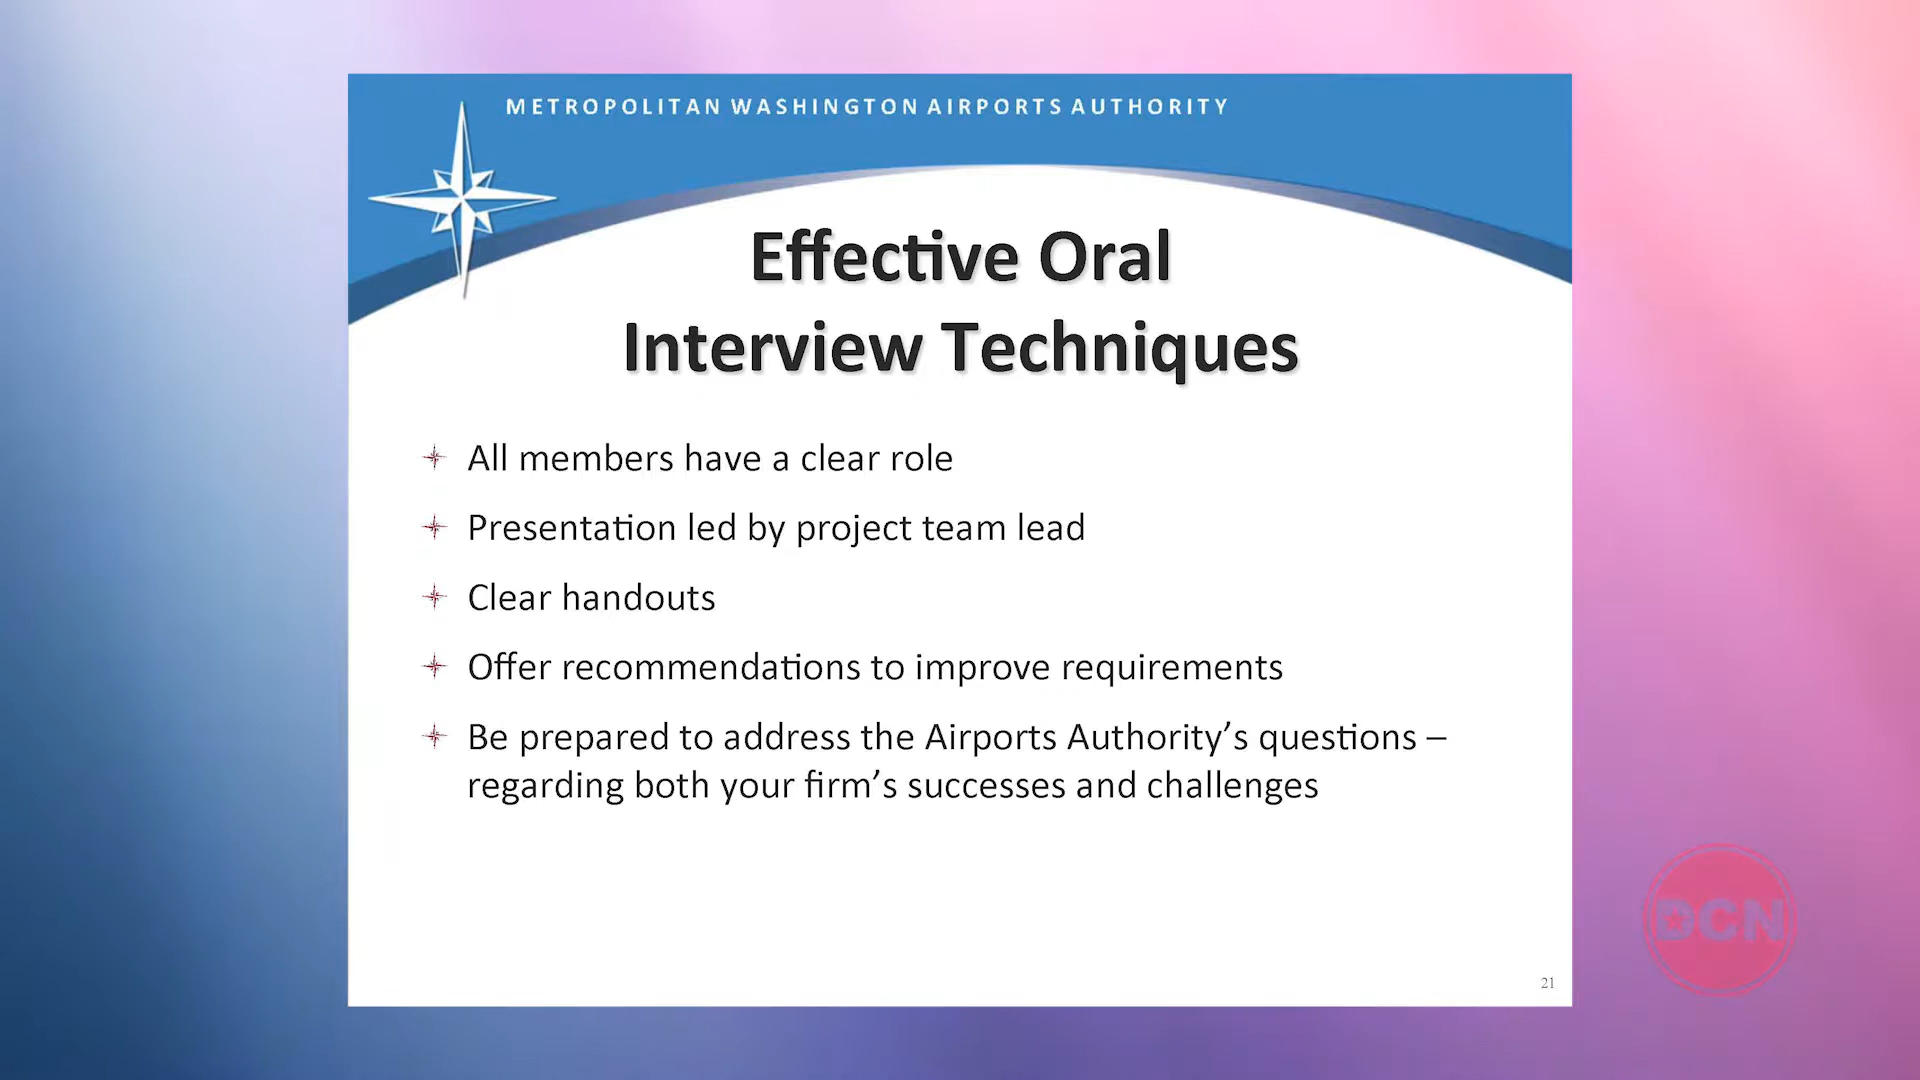 METROPOLITAN WASHINGTON AIRPORTS AUTHORITY
Effective Oral
Interview Techniques
All members have a clear role
Presentation led by project team lead
Clear handouts
Offer recommendations to improve requirements
Be prepared to address the Airports Authority’s questions –
regarding both your firm’s successes and challenges
DCN
21